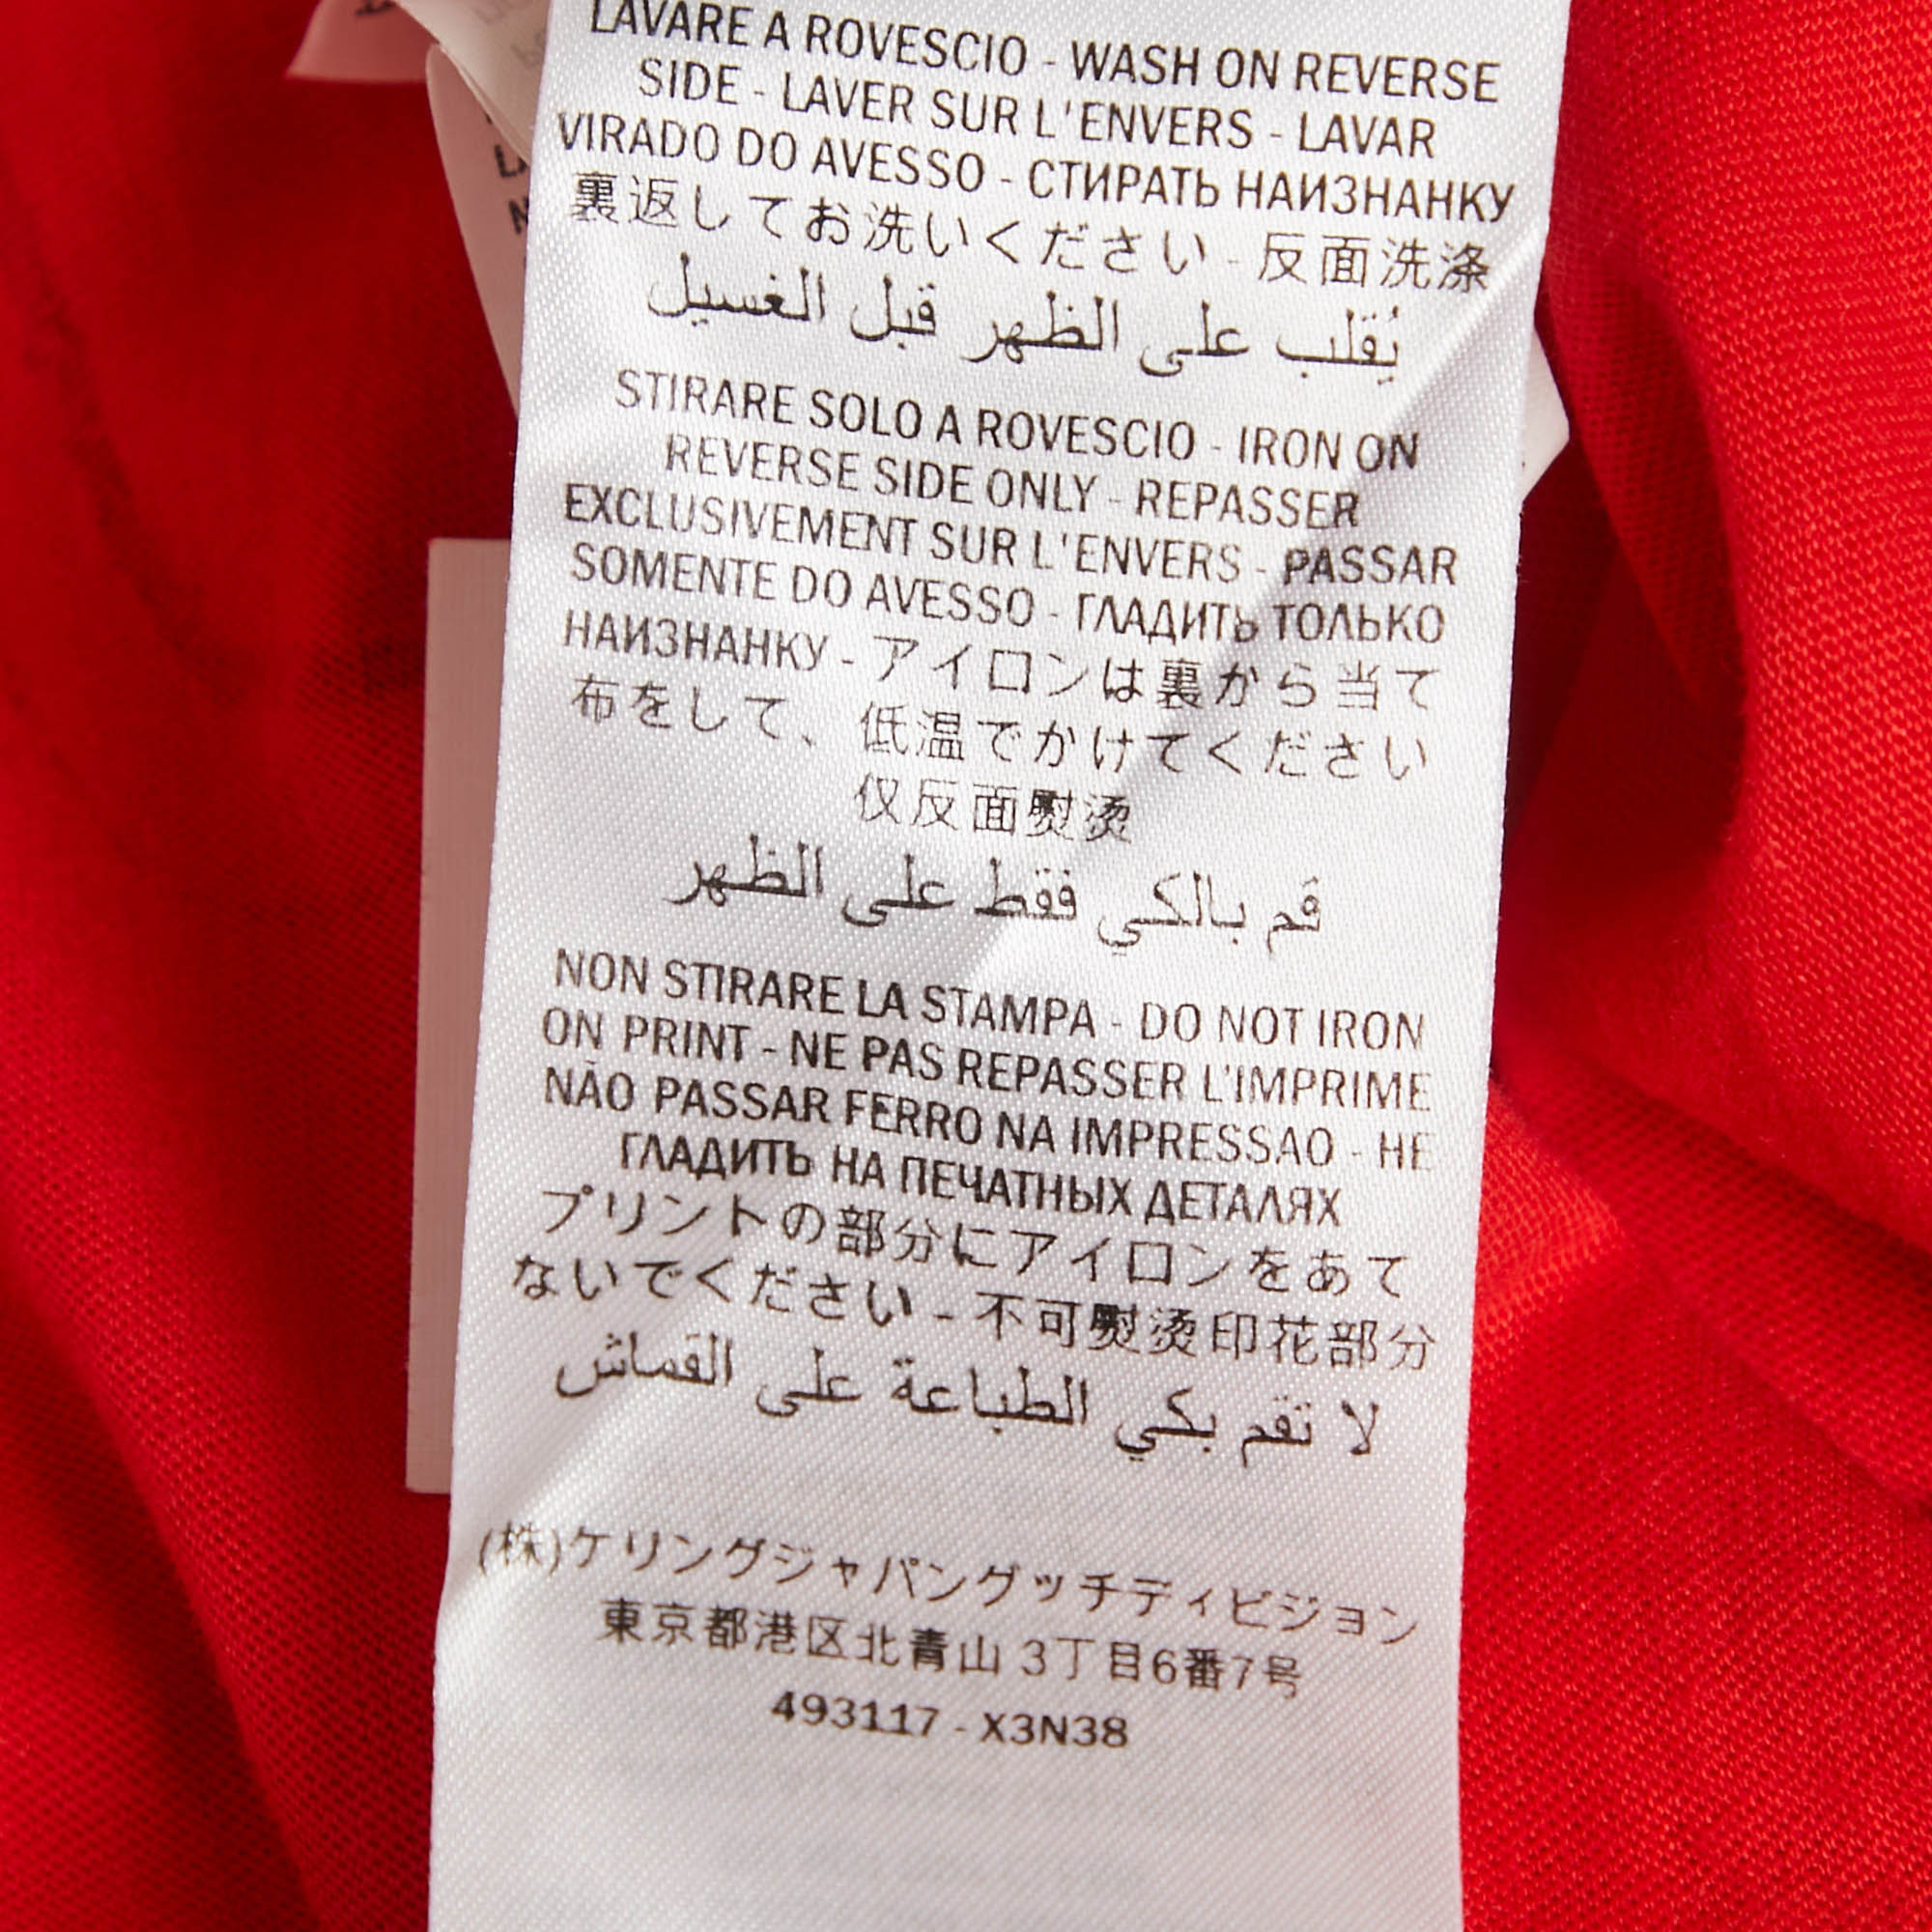 LAVARE A ROVESCIO - WASH ON REVERSE
SIDE - LAVER SUR L'ENVERS - LAVAR
VIRADO DO AVESSO - СТИРАТЬ НАИЗНАНКУ
裏返してお洗いください - 反面洗涤
يُقلب على الظهر قبل الغسيل
STIRARE SOLO A ROVESCIO - IRON ON
REVERSE SIDE ONLY - REPASSER
EXCLUSIVEMENT SUR L'ENVERS - PASSAR
SOMENTE DO AVESSO - ГЛАДИТЬ ТОЛЬКО
НАИЗНАНКУ - アイロンは裏から当て
布をして、低温でかけてください
仅反面熨烫
قم بالكي فقط على الظهر
NON STIRARE LA STAMPA - DO NOT IRON
ON PRINT - NE PAS REPASSER L'IMPRIME
NÃO PASSAR FERRO NA IMPRESSAO - НЕ
ГЛАДИТЬ НА ПЕЧАТНЫХ ДЕТАЛЯХ
プリントの部分にアイロンをあて
ないでください - 不可熨烫印花部分
لا تقم بكي الطباعة على القماش
(株)ケリングジャパングッチディビジョン
東京都港区北青山 3丁目6番7号
493117 - X3N38